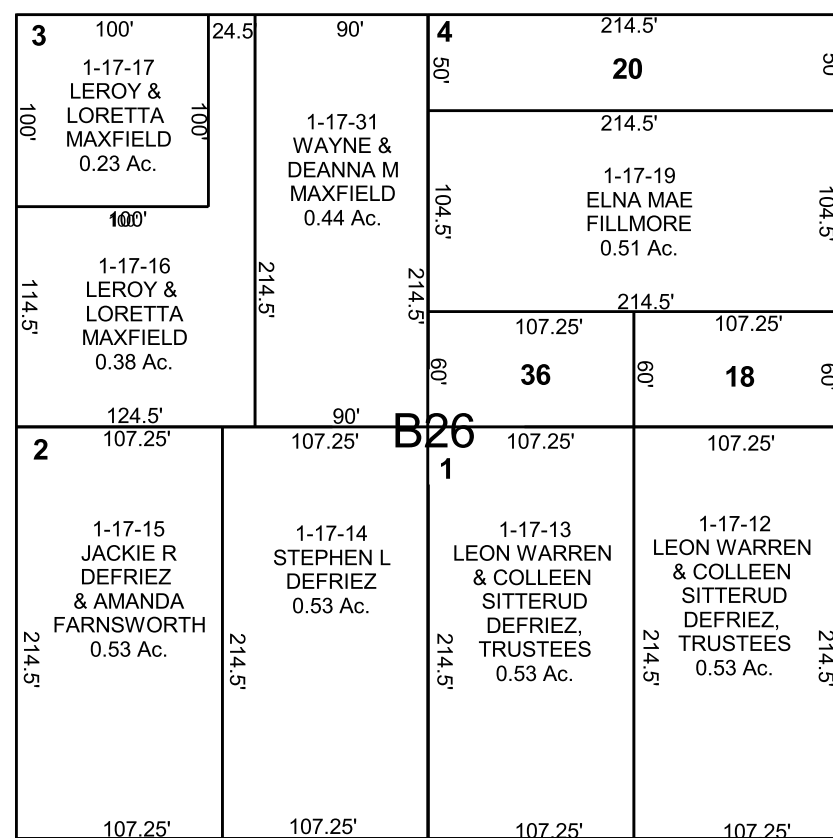 3
100'
24.5
90'
4
214.5'
1-17-17
LEROY &
LORETTA
MAXFIELD
0.23 Ac.
100'
100'
100'
1-17-31
WAYNE &
DEANNA M
MAXFIELD
0.44 Ac.
50'
20
50'
214.5'
1-17-19
ELNA MAE
FILLMORE
0.51 Ac.
104.5'
104.5'
214.5'
1-17-16
LEROY &
LORETTA
MAXFIELD
0.38 Ac.
114.5'
214.5'
214.5'
107.25'
107.25'
60'
36
60'
18
60'
124.5'
90'
B26
2
107.25'
107.25'
1
107.25'
107.25'
1-17-15
JACKIE R
DEFRIEZ
& AMANDA
FARNSWORTH
0.53 Ac.
1-17-14
STEPHEN L
DEFRIEZ
0.53 Ac.
1-17-13
LEON WARREN
& COLLEEN
SITTERUD
DEFRIEZ,
TRUSTEES
0.53 Ac.
1-17-12
LEON WARREN
& COLLEEN
SITTERUD
DEFRIEZ,
TRUSTEES
0.53 Ac.
214.5'
214.5'
214.5'
214.5'
214.5'
107.25'
107.25'
107.25'
107.25'